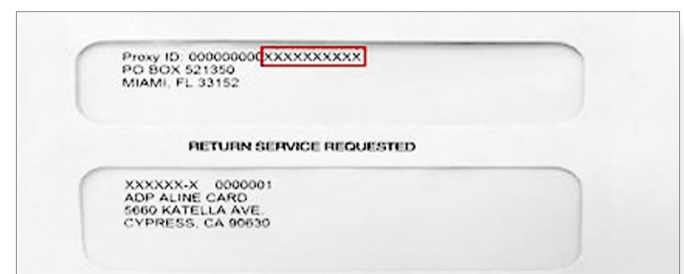 Proxy ID: 000000000XXXXXXXXXX
PO BOX 521350
MIAMI, FL 33152
RETURN SERVICE REQUESTED
XXXXXX-X 0000001
ADP ALINE CARD
5660 KATELLA AVE.
CYPRESS, CA 90630